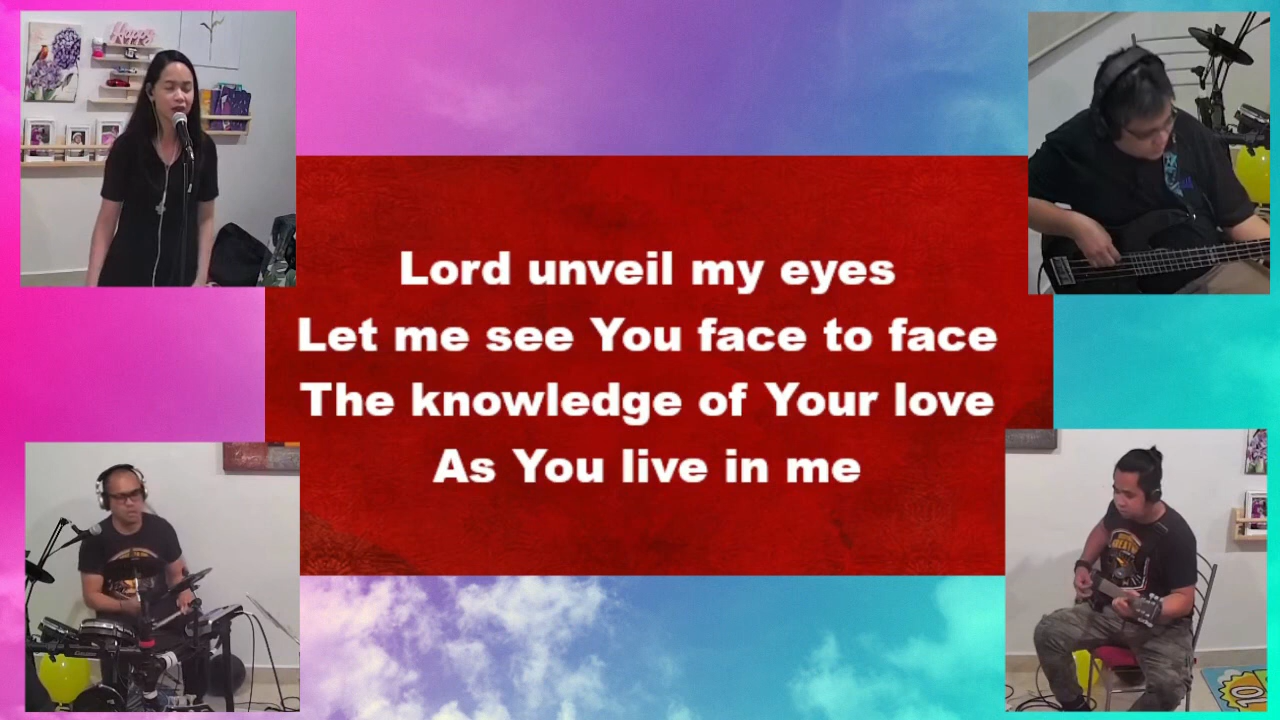 Happy
Lord unveil my eyes
Let me see You face to face
The knowledge of Your love
As You live in me